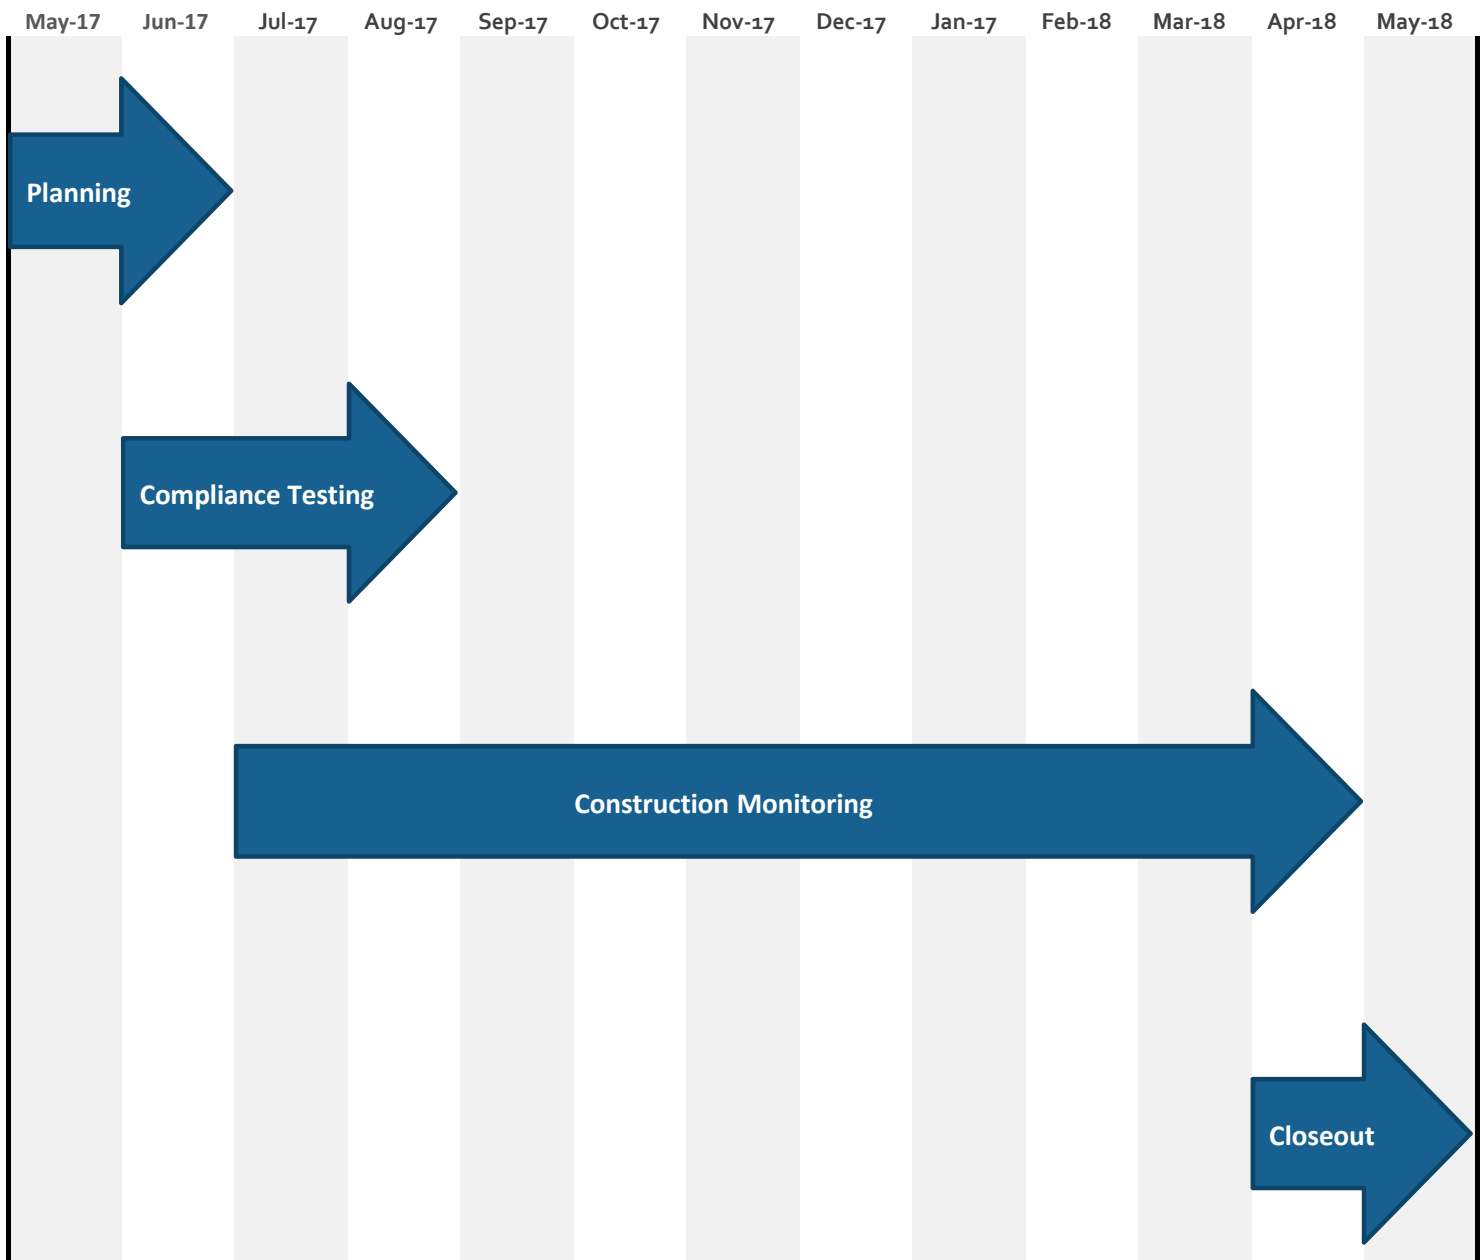 May-17 Jun-17 Jul-17 Aug-17 Sep-17 Oct-17 Nov-17 Dec-17 Jan-17 Feb-18 Mar-18 Apr-18 May-18
Planning
Compliance Testing
Construction Monitoring
Closeout